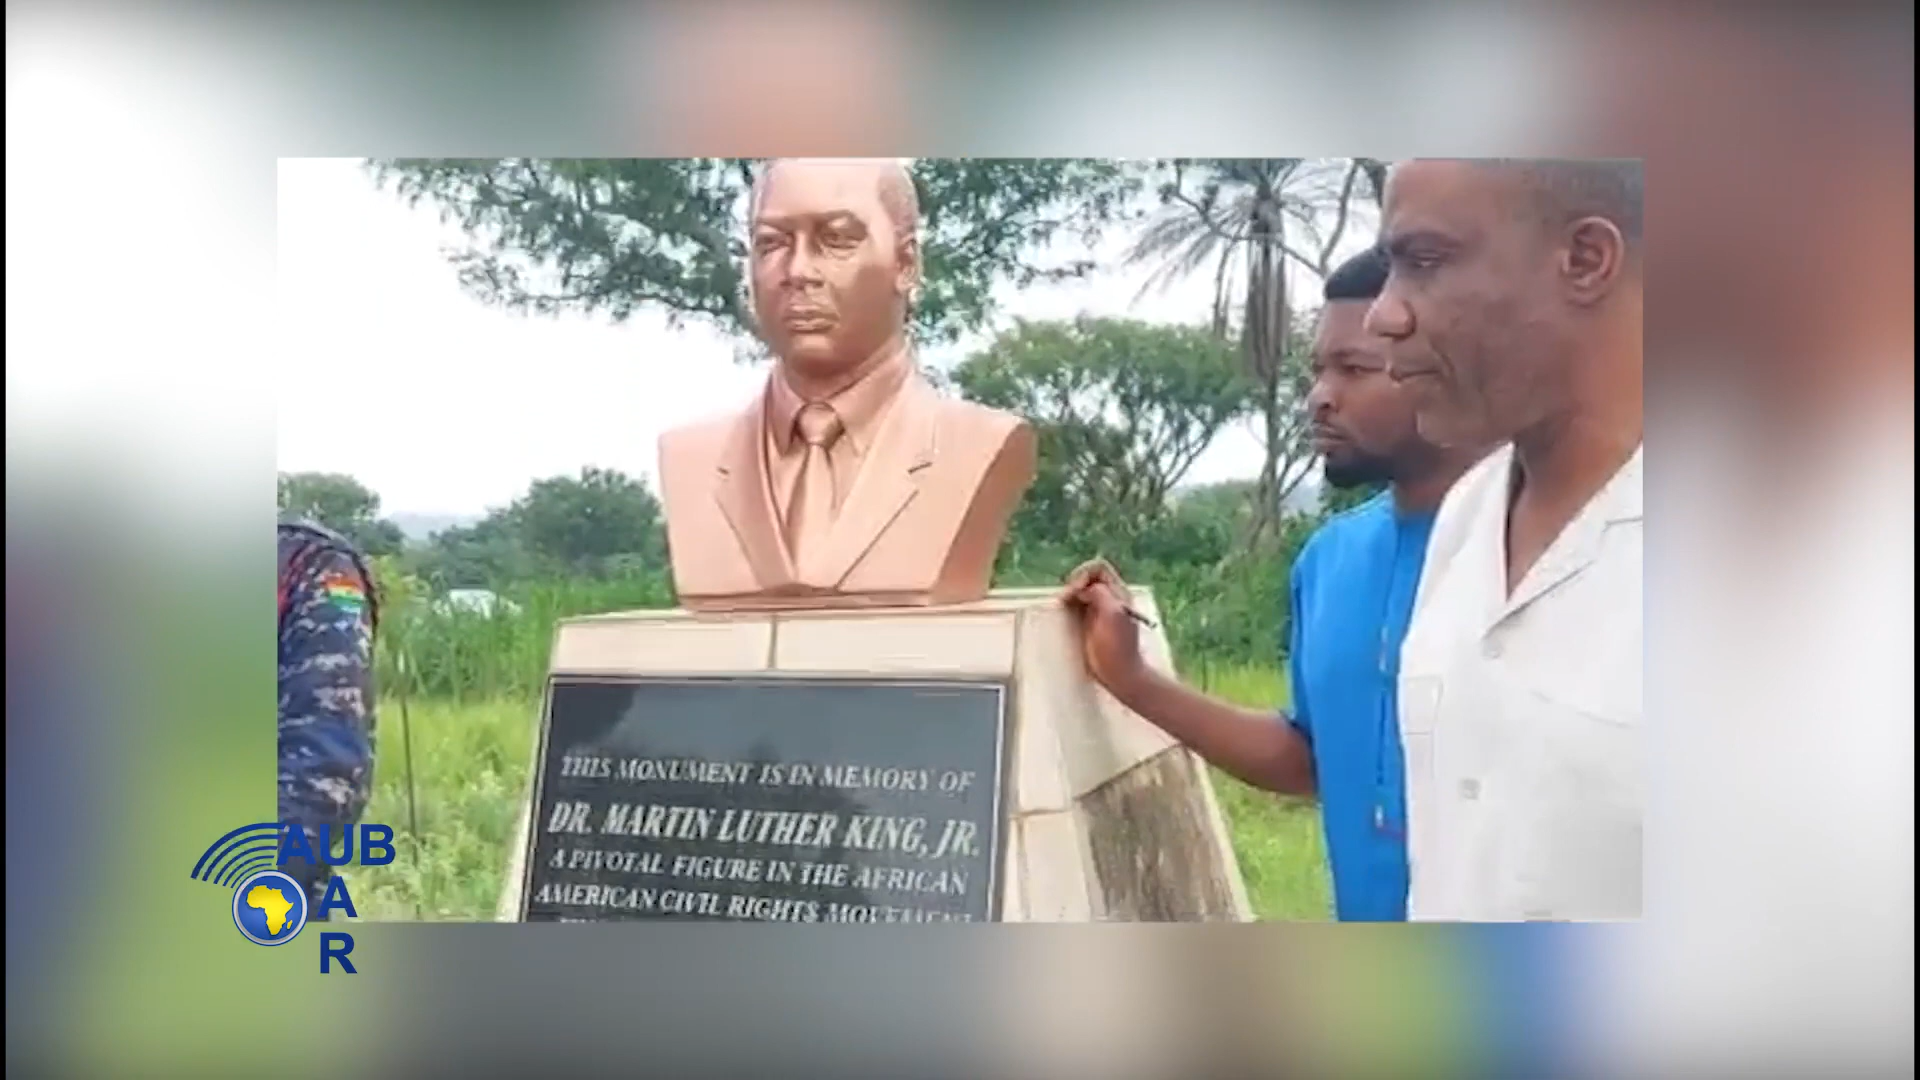 THIS MONUMENT IS IN MEMORY OF
DR. MARTIN LUTHER KING, JR.
A PIVOTAL FIGURE IN THE AFRICAN
AMERICAN CIVIL RIGHTS MOVEMENT
AUB
A
R